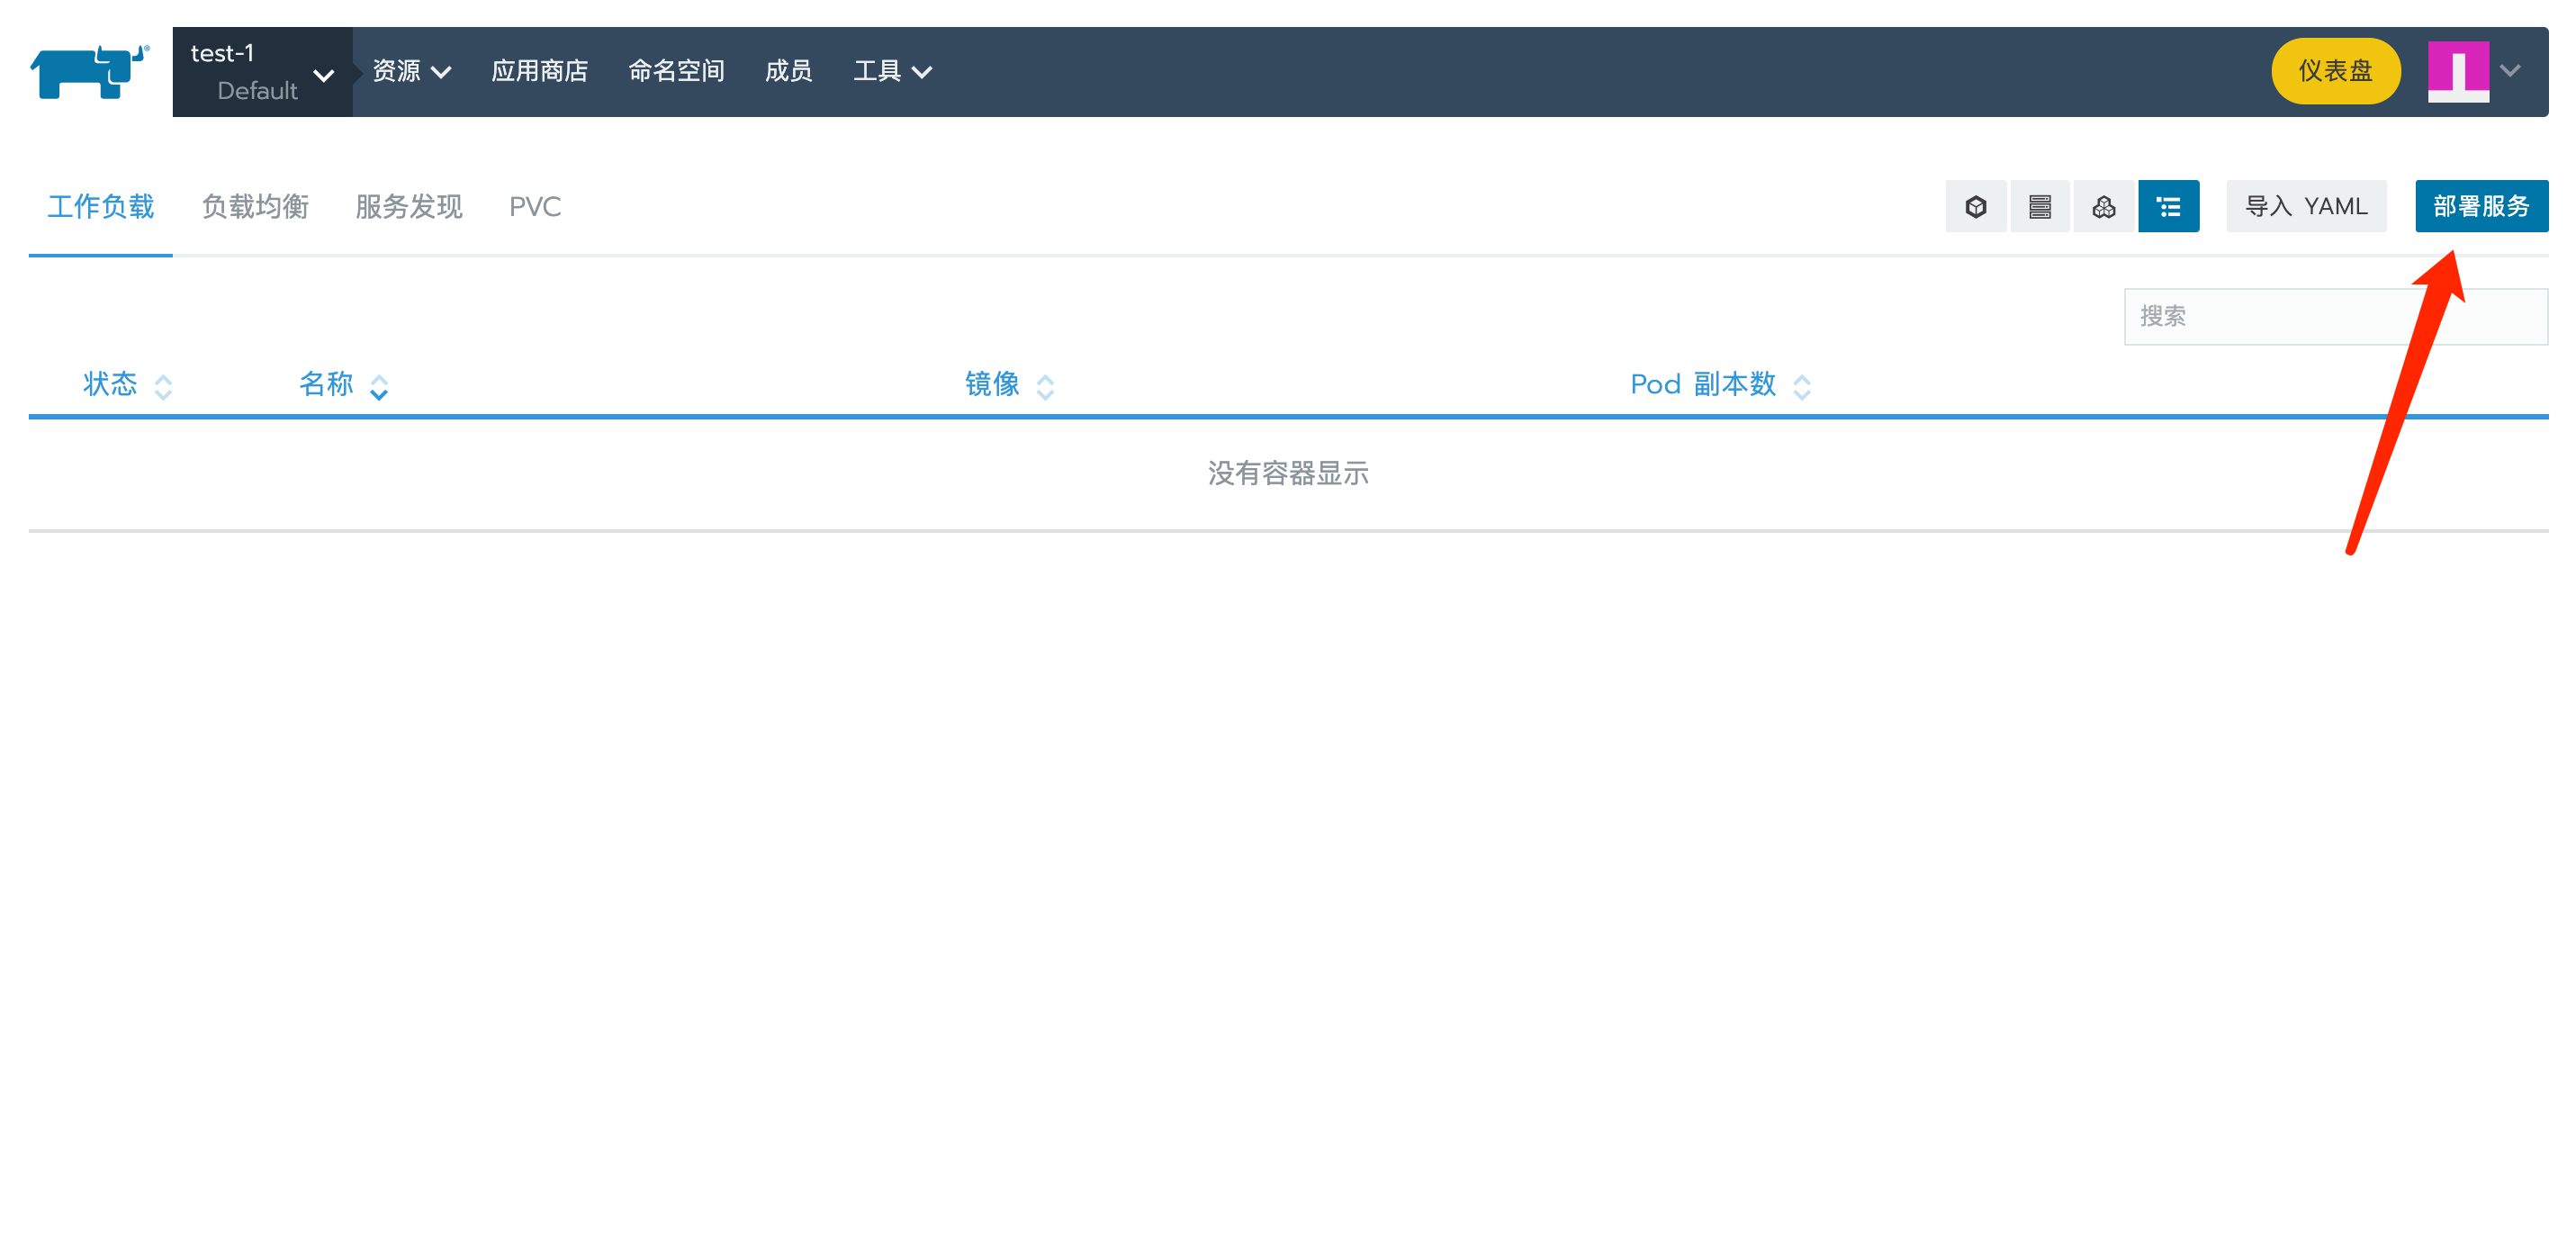 test-1
Default
资源 应用商店 命名空间 成员 工具 仪表盘
工作负载 负载均衡 服务发现 PVC 导入 YAML 部署服务
搜索
状态 名称 镜像 Pod 副本数
没有容器显示